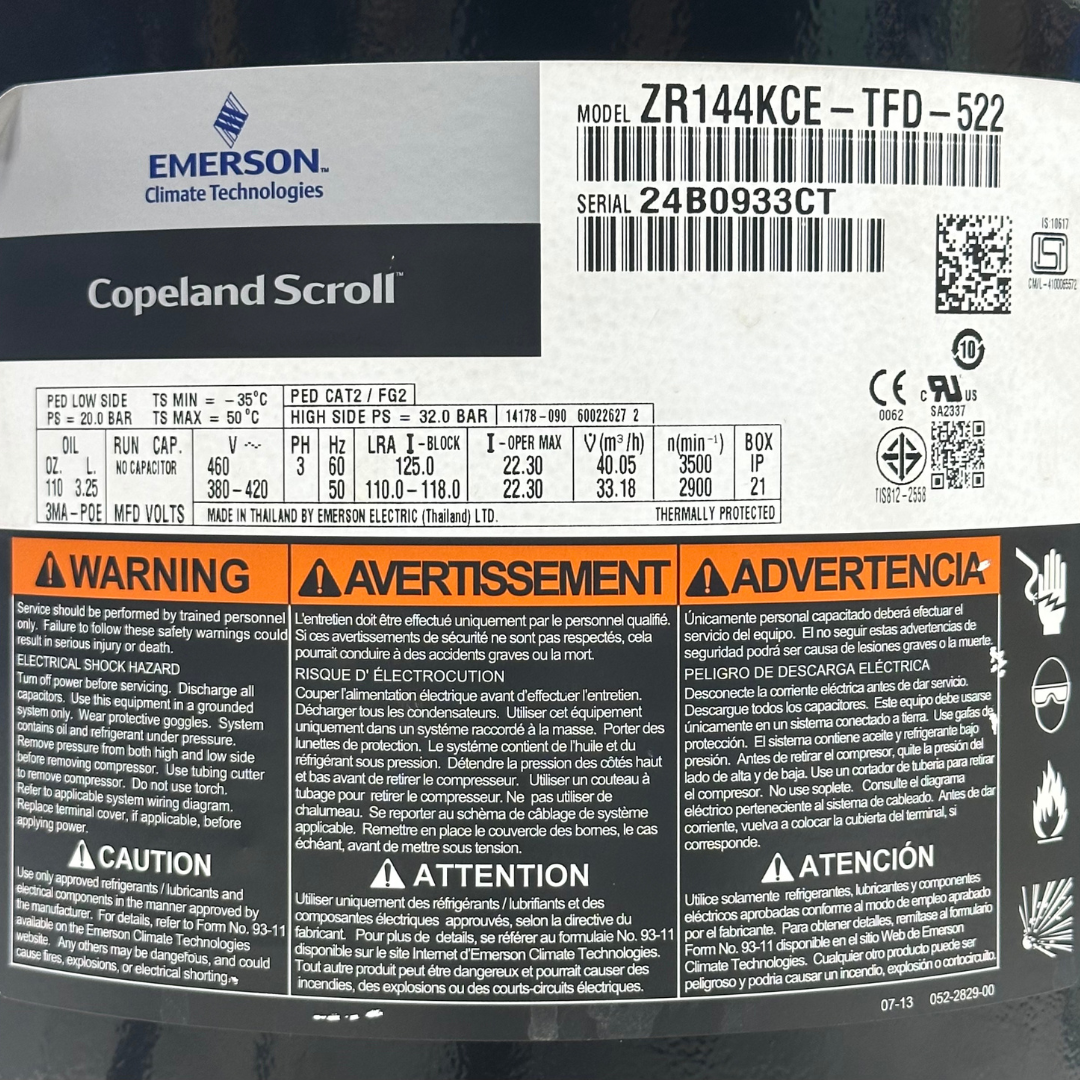 EMERSON™
Climate Technologies
Copeland Scroll™
MODEL ZR144KCE-TFD-522
SERIAL 24B0933CT
IS 10617
CM/L-4100065572
10
CE
0062
c UL US
SA2337
TIS812-2558
PED LOW SIDE TS MIN = -35°C
PS = 20.0 BAR TS MAX = 50°C
PED CAT2 / FG2
HIGH SIDE PS = 32.0 BAR 14178-090 60022627 2
OIL RUN CAP. V PH Hz LRA I-BLOCK I-OPER MAX V̇(m³/h) n(min⁻¹) BOX
OZ. L. NO CAPACITOR 460 3 60 125.0 22.30 40.05 3500 IP
110 3.25 380-420 50 110.0-118.0 22.30 33.18 2900 21
3MA-POE MFD VOLTS MADE IN THAILAND BY EMERSON ELECTRIC (Thailand) LTD. THERMALLY PROTECTED
WARNING
Service should be performed by trained personnel
only. Failure to follow these safety warnings could
result in serious injury or death.
ELECTRICAL SHOCK HAZARD
Turn off power before servicing. Discharge all
capacitors. Use this equipment in a grounded
system only. Wear protective goggles. System
contains oil and refrigerant under pressure.
Remove pressure from both high and low side
before removing compressor. Use tubing cutter
to remove compressor. Do not use torch.
Refer to applicable system wiring diagram.
Replace terminal cover, if applicable, before
applying power.
CAUTION
Use only approved refrigerants / lubricants and
electrical components in the manner approved by
the manufacturer. For details, refer to Form No. 93-11
available on the Emerson Climate Technologies
website. Any others may be dangefous, and could
cause fires, explosions, or electrical shorting.
AVERTISSEMENT
L'entretien doit être effectué uniquement par le personnel qualifié.
Si ces avertissements de sécurité ne sont pas respectés, cela
pourrait conduire à des accidents graves ou la mort.
RISQUE D' ÉLECTROCUTION
Couper l'alimentation électrique avant d'effectuer l'entretien.
Décharger tous les condensateurs. Utiliser cet équipement
uniquement dans un systéme raccordé à la masse. Porter des
lunettes de protection. Le systéme contient de l'huile et du
réfrigérant sous pression. Détendre la pression des côtés haut
et bas avant de retirer le compresseur. Utiliser un couteau à
tubage pour retirer le compresseur. Ne pas utiliser de
chalumeau. Se reporter au schèma de câblage de système
applicable. Remettre en place le couvercle des bornes, le cas
échéant, avant de mettre sous tension.
ATTENTION
Utiliser uniquement des réfrigérants / lubrifiants et des
composantes électriques approuvés, selon la directive du
fabricant. Pour plus de details, se référer au formulaie No. 93-11
disponible sur le site Internet d'Emerson Climate Technologies.
Tout autre produit peut être dangereux et pourrait causer des
incendies, des explosions ou des courts-circuits électriques.
ADVERTENCIA
Únicamente personal capacitado deberá efectuar el
servicio del equipo. El no seguir estas advertencias de
seguridad podrá ser causa de lesiones graves o la muerte.
PELIGRO DE DESCARGA ELÉCTRICA
Desconecte la corriente eléctrica antes de dar servicio.
Descargue todos los capacitores. Este equipo debe usarse
únicamente en un sistema conectado a tierra. Use gafas de
protección. El sistema contiene aceite y refrigerante bajo
presión. Antes de retirar el compresor, quite la presión del
lado de alta y de baja. Use un cortador de tubería para retirar
el compresor. No use soplete. Consulte el diagrama
eléctrico perteneciente al sistema de cableado. Antes de dar
corriente, vuelva a colocar la cubierta del terminal, si
corresponde.
ATENCIÓN
Utilice solamente refrigerantes, lubricantes y componentes
eléctricos aprobadas conforme al modo de empleo aprobado
por el fabricante. Para obtener detalles, remítase al formulario
Form No. 93-11 disponible en el sitio Web de Emerson
Climate Technologies. Cualquier otro producto puede ser
peligroso y podria causar un incendio, explosión o cortocircuito.
07-13 052-2829-00